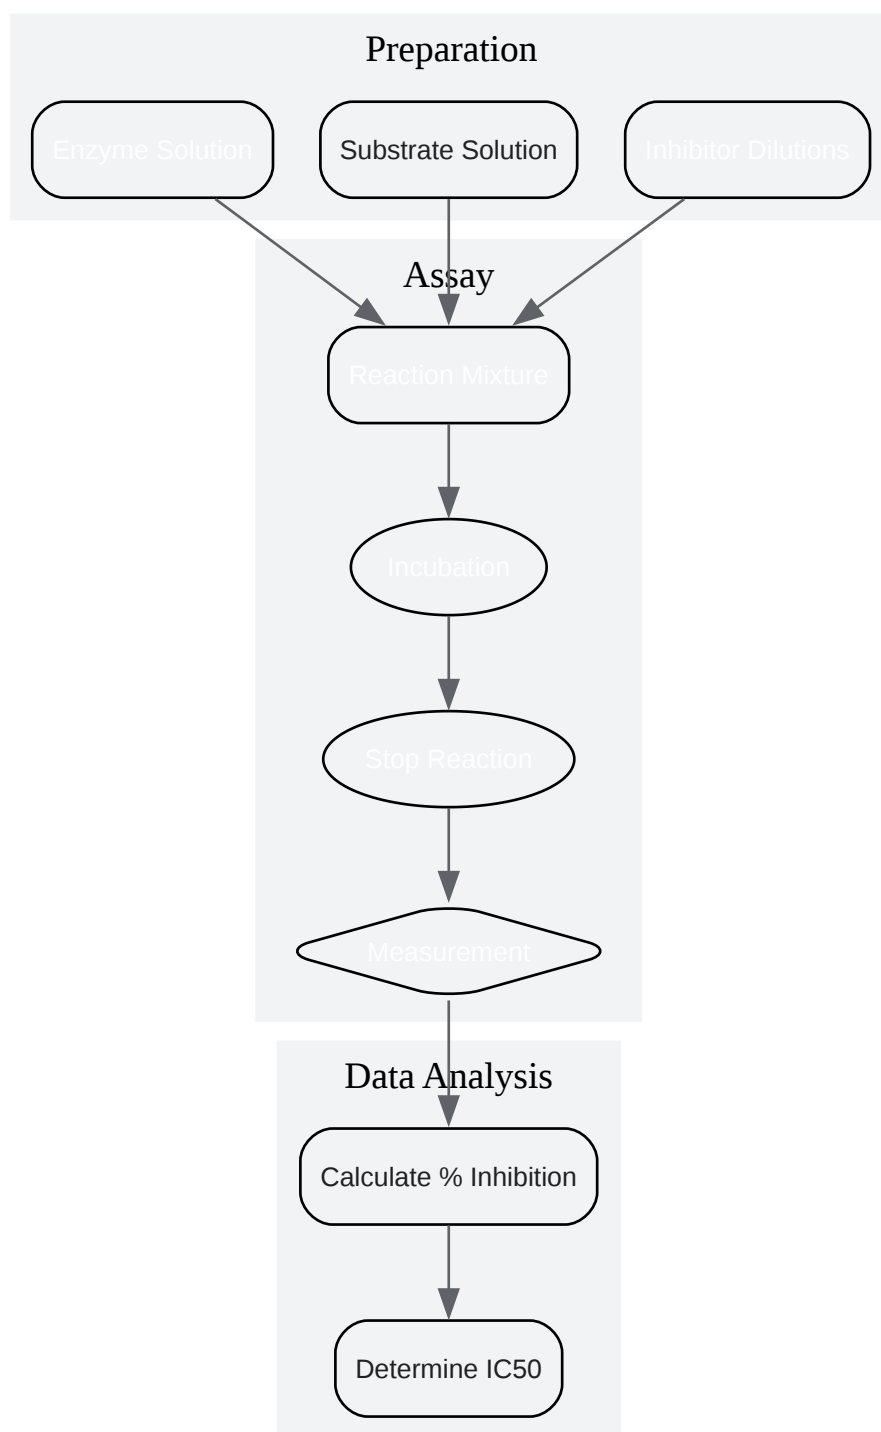 Preparation
Enzyme Solution
Substrate Solution
Inhibitor Dilutions
Assay
Reaction Mixture
Incubation
Stop Reaction
Measurement
Data Analysis
Calculate % Inhibition
Determine IC50